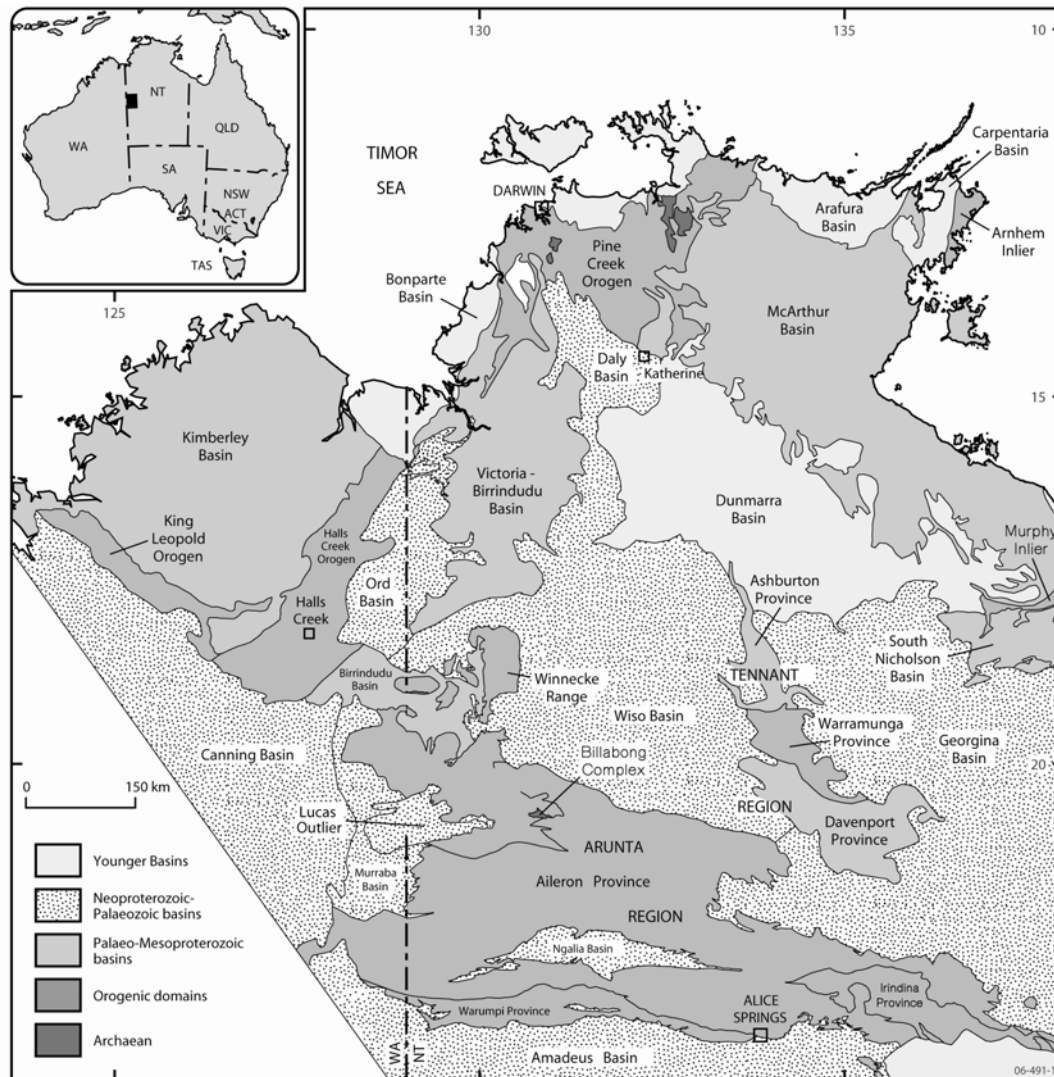 NT
WA
QLD
SA
NSW
ACT
VIC
TAS
130
135
10
TIMOR
SEA
DARWIN
Carpentaria
Basin
Arafura
Basin
Arnhem
Inlier
Pine
Creek
Orogen
Bonparte
Basin
125
McArthur
Basin
Daly
Basin
Katherine
15
Kimberley
Basin
Victoria -
Birrindudu
Basin
Dunmarra
Basin
King
Leopold
Orogen
Halls
Creek
Orogen
Murphy
Inlier
Ord
Basin
Ashburton
Province
Halls
Creek
South
Nicholson
Basin
Birrindudu
Basin
Winnecke
Range
TENNANT
Wiso Basin
Warramunga
Province
Canning Basin
Billabong
Complex
Georgina
Basin
20
0
150 km
Lucas
Outlier
REGION
Davenport
Province
ARUNTA
Murraba
Basin
Aileron Province
REGION
Ngalia Basin
Irindina
Province
Warumpi Province
ALICE
SPRINGS
WA
NT
Amadeus Basin
Younger Basins
Neoproterozoic-
Palaeozoic basins
Palaeo-Mesoproterozoic
basins
Orogenic domains
Archaean
06-491-1